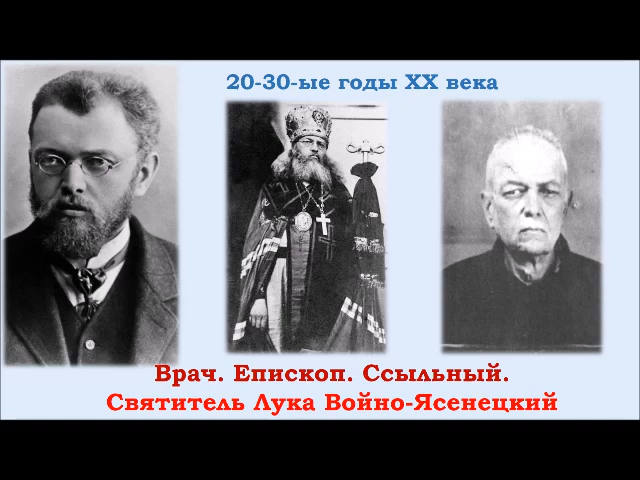 20-30-ые годы XX века
Врач. Епископ. Ссыльный.
Святитель Лука Войно-Ясенецкий